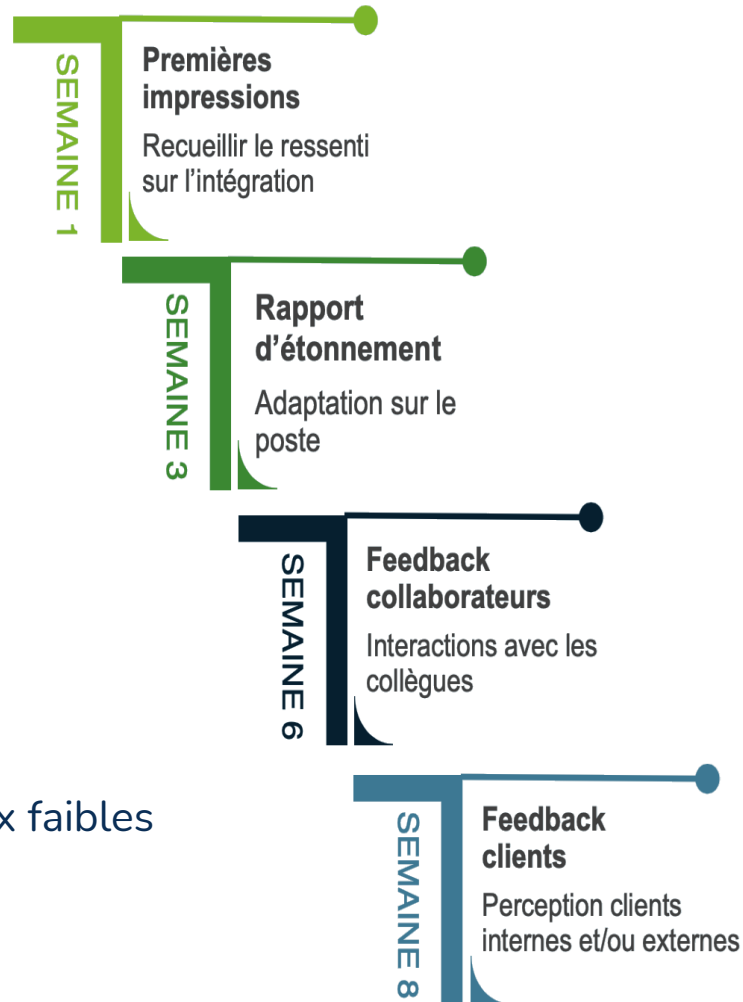 SEMAINE 1
Premières
impressions
Recueillir le ressenti
sur l’intégration
SEMAINE 3
Rapport
d’étonnement
Adaptation sur le
poste
SEMAINE 6
Feedback
collaborateurs
Interactions avec les
collègues
x faibles
SEMAINE 8
Feedback
clients
Perception clients
internes et/ou externes